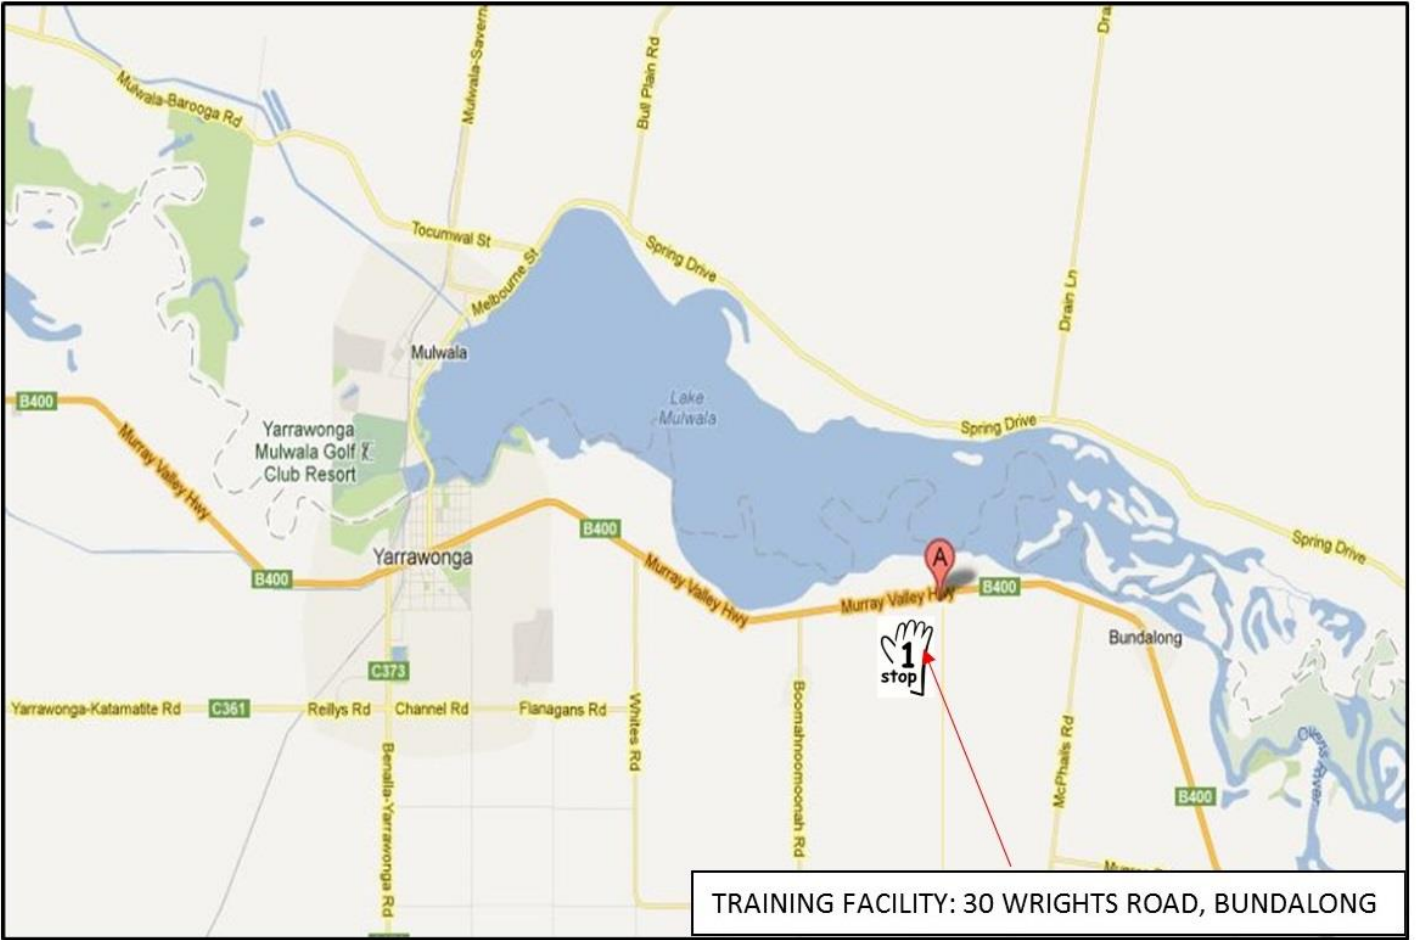 Mulwala-Savern
Dra
Bull Plain Rd
Mulwala-Barooga Rd
Tocumwal St
Melbourne St
Spring Drive
Drain Ln
Mulwala
B400
Lake
Mulwala
Spring Drive
Yarrawonga
Mulwala Golf
Club Resort
Murray Valley Hwy
B400
Spring Drive
Yarrawonga
B400
Murray Valley Hwy
A
B400
Murray Valley Hwy
Bundalong
1
stop
C373
Yarrawonga-Katamatite Rd
C361
Reillys Rd
Channel Rd
Flanagans Rd
Whites Rd
Boomahnoomoonah Rd
McPhails Rd
Ovens River
B400
Benalla-Yarrawonga Rd
TRAINING FACILITY: 30 WRIGHTS ROAD, BUNDALONG